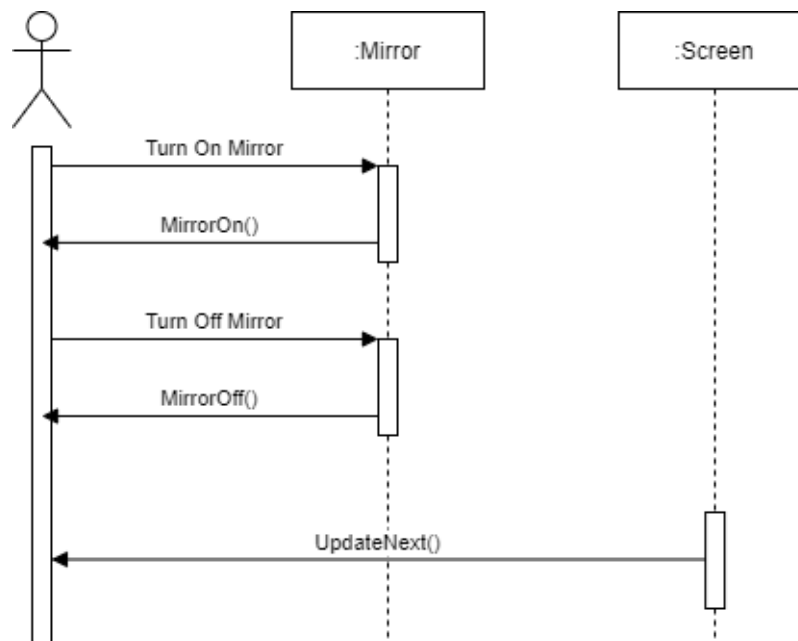 :Mirror
:Screen
Turn On Mirror
MirrorOn()
Turn Off Mirror
MirrorOff()
UpdateNext()